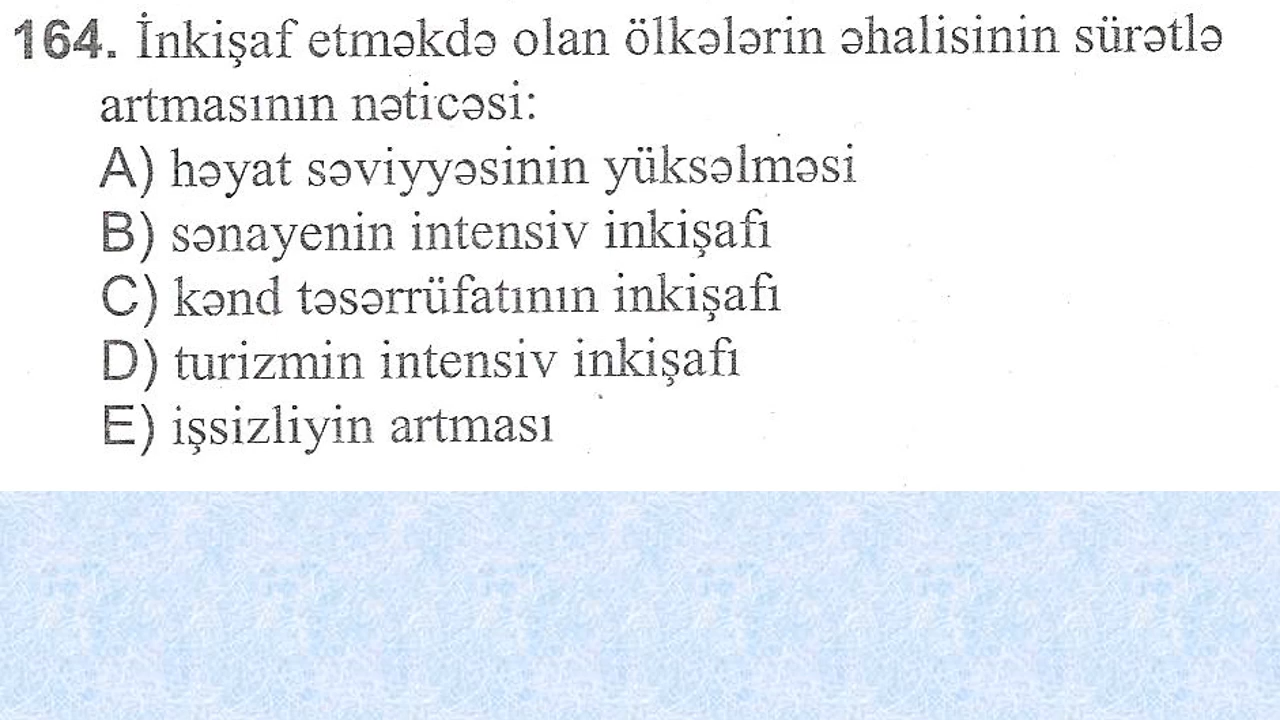 164. İnkişaf etməkdə olan ölkələrin əhalisinin sürətlə
artmasının nəticəsi:
A) həyat səviyyəsinin yüksəlməsi
B) sənayenin intensiv inkişafı
C) kənd təsərrüfatının inkişafı
D) turizmin intensiv inkişafı
E) işsizliyin artması